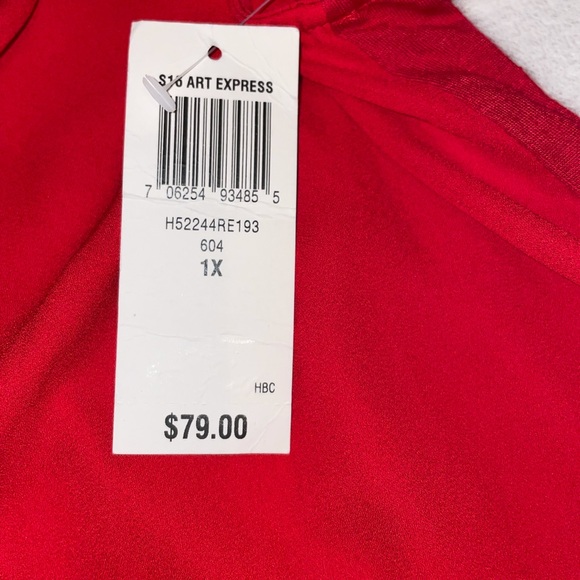 S16 ART EXPRESS
7 06254 93485 5
H52244RE193
604
1X
HBC
$79.00